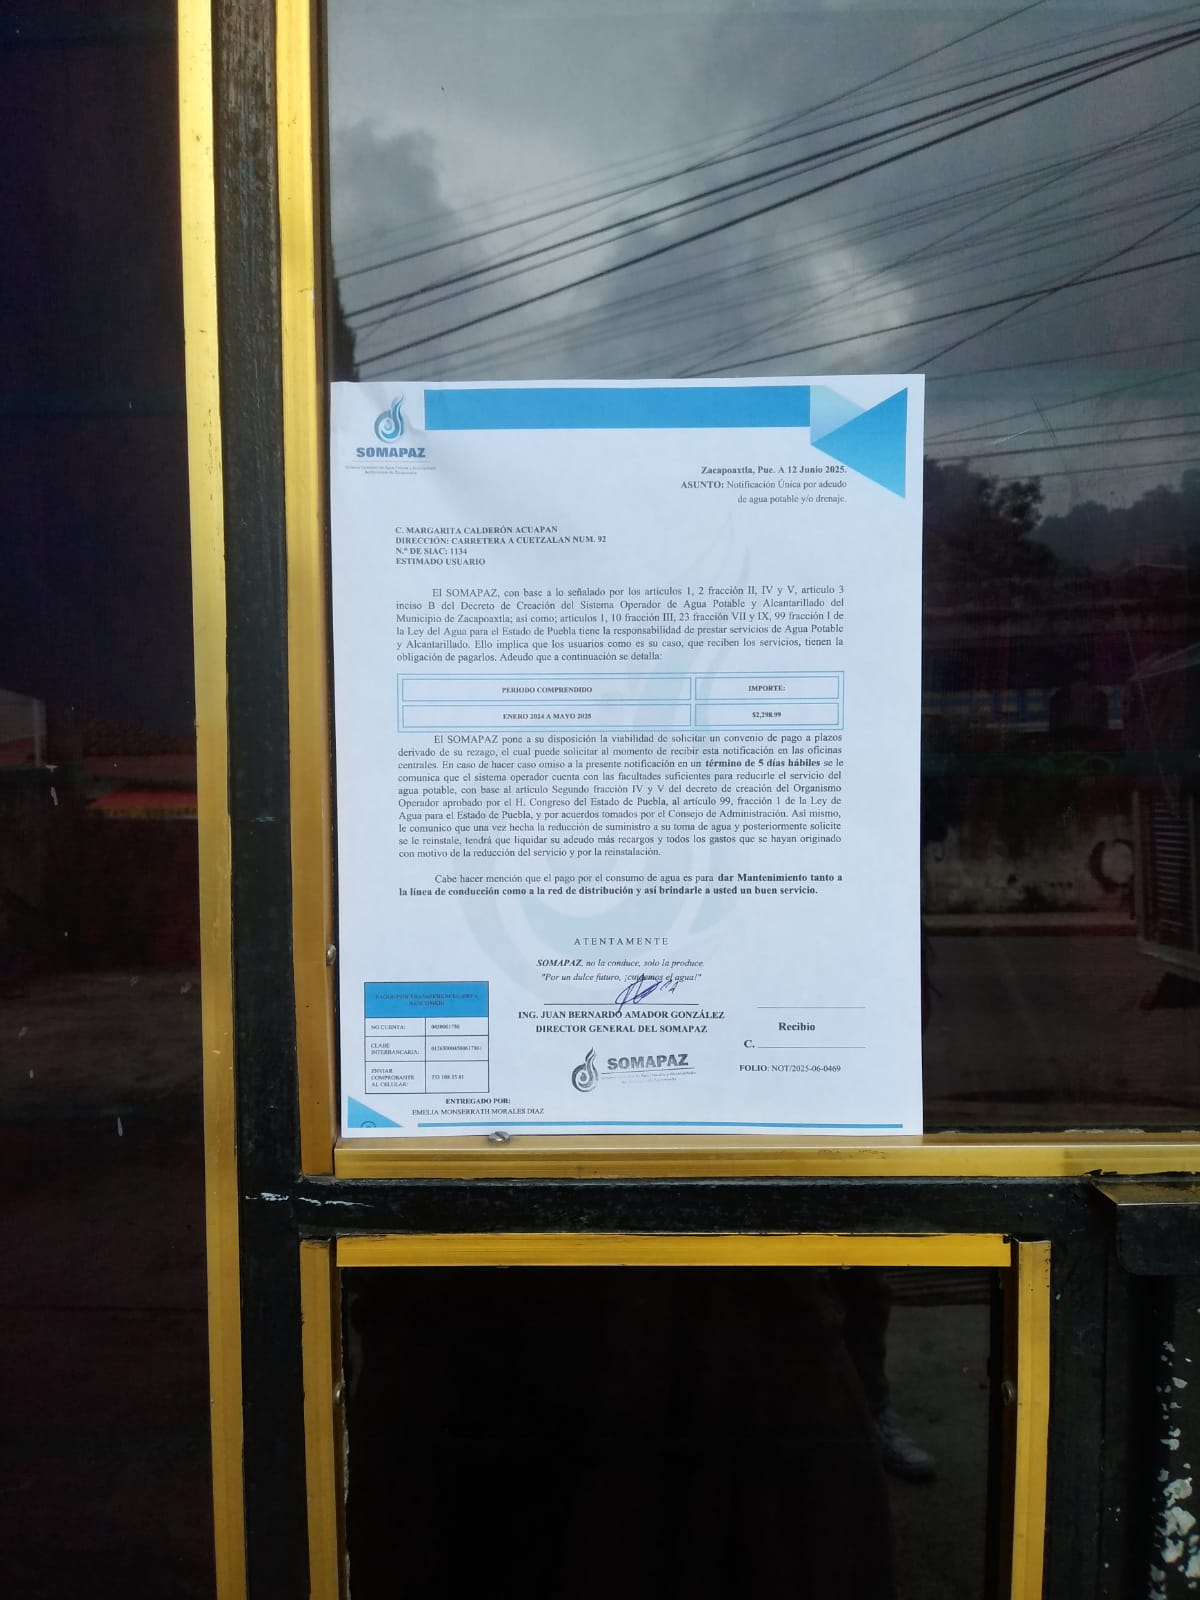 SOMAPAZ
Zacapoaxtla, Pue. A 12 Junio 2025.
ASUNTO: Notificación Única por adeudo
de agua potable y/o drenaje.
C. MARGARITA CALDERÓN ACUAPAN
DIRECCIÓN: CARRETERA A CUETZALAN NUM. 92
N.° DE SIAC: 1134
ESTIMADO USUARIO
El SOMAPAZ, con base a lo señalado por los artículos 1, 2 fracción II, IV y V, artículo 3
inciso B del Decreto de Creación del Sistema Operador de Agua Potable y Alcantarillado del
Municipio de Zacapoaxtla; así como; artículos 1, 10 fracción III, 23 fracción VII y IX, 99 fracción I de
la Ley del Agua para el Estado de Puebla tiene la responsabilidad de prestar servicios de Agua Potable
y Alcantarillado. Ello implica que los usuarios como es su caso, que reciben los servicios, tienen la
obligación de pagarlos. Adeudo que a continuación se detalla:
PERIODO COMPRENDIDO IMPORTE:
ENERO 2024 A MAYO 2025 $2,298.99
El SOMAPAZ pone a su disposición la viabilidad de solicitar un convenio de pago a plazos
derivado de su rezago, el cual puede solicitar al momento de recibir esta notificación en las oficinas
centrales. En caso de hacer caso omiso a la presente notificación en un término de 5 días hábiles se le
comunica que el sistema operador cuenta con las facultades suficientes para reducirle el servicio del
agua potable, con base al artículo Segundo fracción IV y V del decreto de creación del Organismo
Operador aprobado por el H. Congreso del Estado de Puebla, al artículo 99, fracción 1 de la Ley de
Agua para el Estado de Puebla, y por acuerdos tomados por el Consejo de Administración. Así mismo,
le comunico que una vez hecha la reducción de suministro a su toma de agua y posteriormente solicite
se le reinstale, tendrá que liquidar su adeudo más recargos y todos los gastos que se hayan originado
con motivo de la reducción del servicio y por la reinstalación.
Cabe hacer mención que el pago por el consumo de agua es para dar Mantenimiento tanto a
la línea de conducción como a la red de distribución y así brindarle a usted un buen servicio.
ATENTAMENTE
SOMAPAZ, no la conduce, solo la produce.
"Por un dulce futuro, ¡cuidemos el agua!"
ING. JUAN BERNARDO AMADOR GONZÁLEZ
DIRECTOR GENERAL DEL SOMAPAZ
SOMAPAZ
Recibio
C.
FOLIO: NOT/2025-06-0469
NO CUENTA:
CLABE
INTERBANCARIA:
ENVIAR
COMPROBANTE
AL CELULAR:
ENTREGADO POR:
EMELIA MONSERRATH MORALES DIAZ